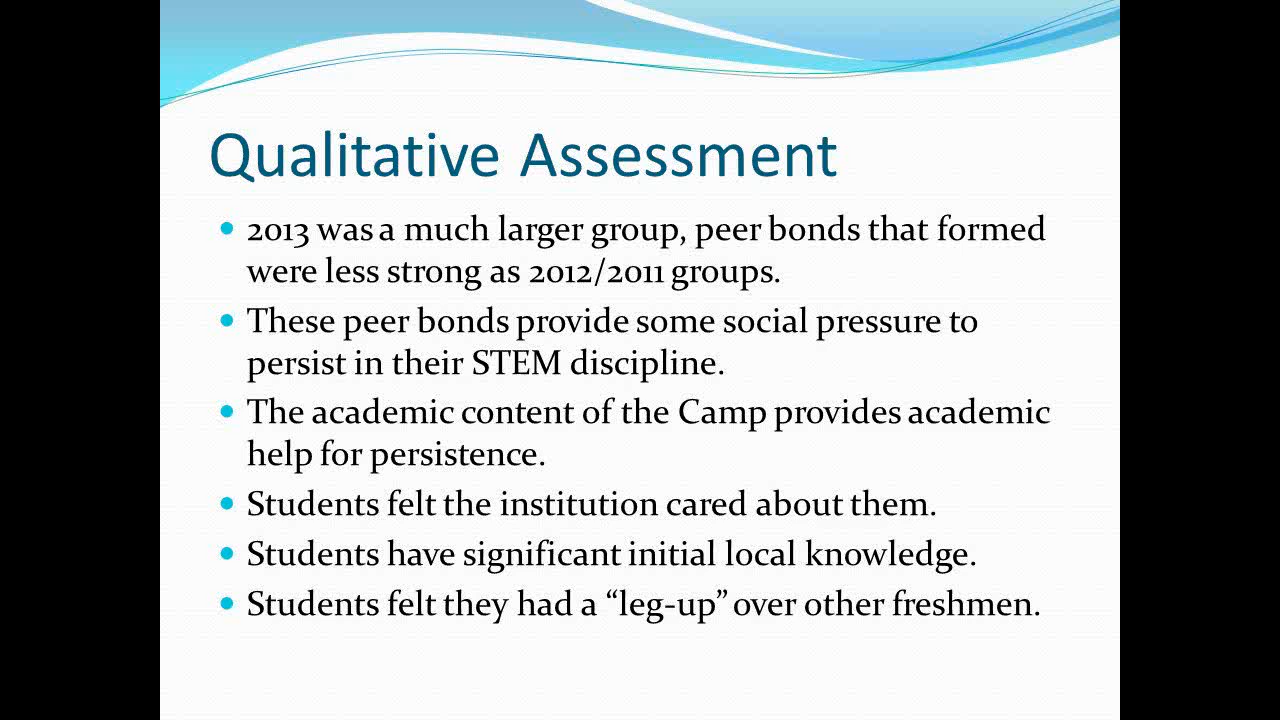 Qualitative Assessment
• 2013 was a much larger group, peer bonds that formed
were less strong as 2012/2011 groups.
• These peer bonds provide some social pressure to
persist in their STEM discipline.
• The academic content of the Camp provides academic
help for persistence.
• Students felt the institution cared about them.
• Students have significant initial local knowledge.
• Students felt they had a “leg-up” over other freshmen.